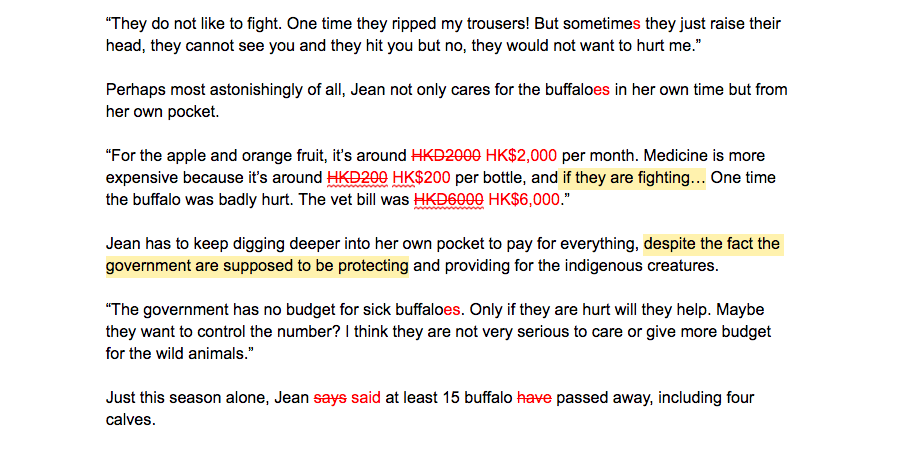 “They do not like to fight. One time they ripped my trousers! But sometimes they just raise their
head, they cannot see you and they hit you but no, they would not want to hurt me.”
Perhaps most astonishingly of all, Jean not only cares for the buffaloes in her own time but from
her own pocket.
“For the apple and orange fruit, it’s around HKD2000 HK$2,000 per month. Medicine is more
expensive because it’s around HKD200 HK$200 per bottle, and if they are fighting… One time
the buffalo was badly hurt. The vet bill was HKD6000 HK$6,000.”
Jean has to keep digging deeper into her own pocket to pay for everything, despite the fact the
government are supposed to be protecting and providing for the indigenous creatures.
“The government has no budget for sick buffaloes. Only if they are hurt will they help. Maybe
they want to control the number? I think they are not very serious to care or give more budget
for the wild animals.”
Just this season alone, Jean says said at least 15 buffalo have passed away, including four
calves.